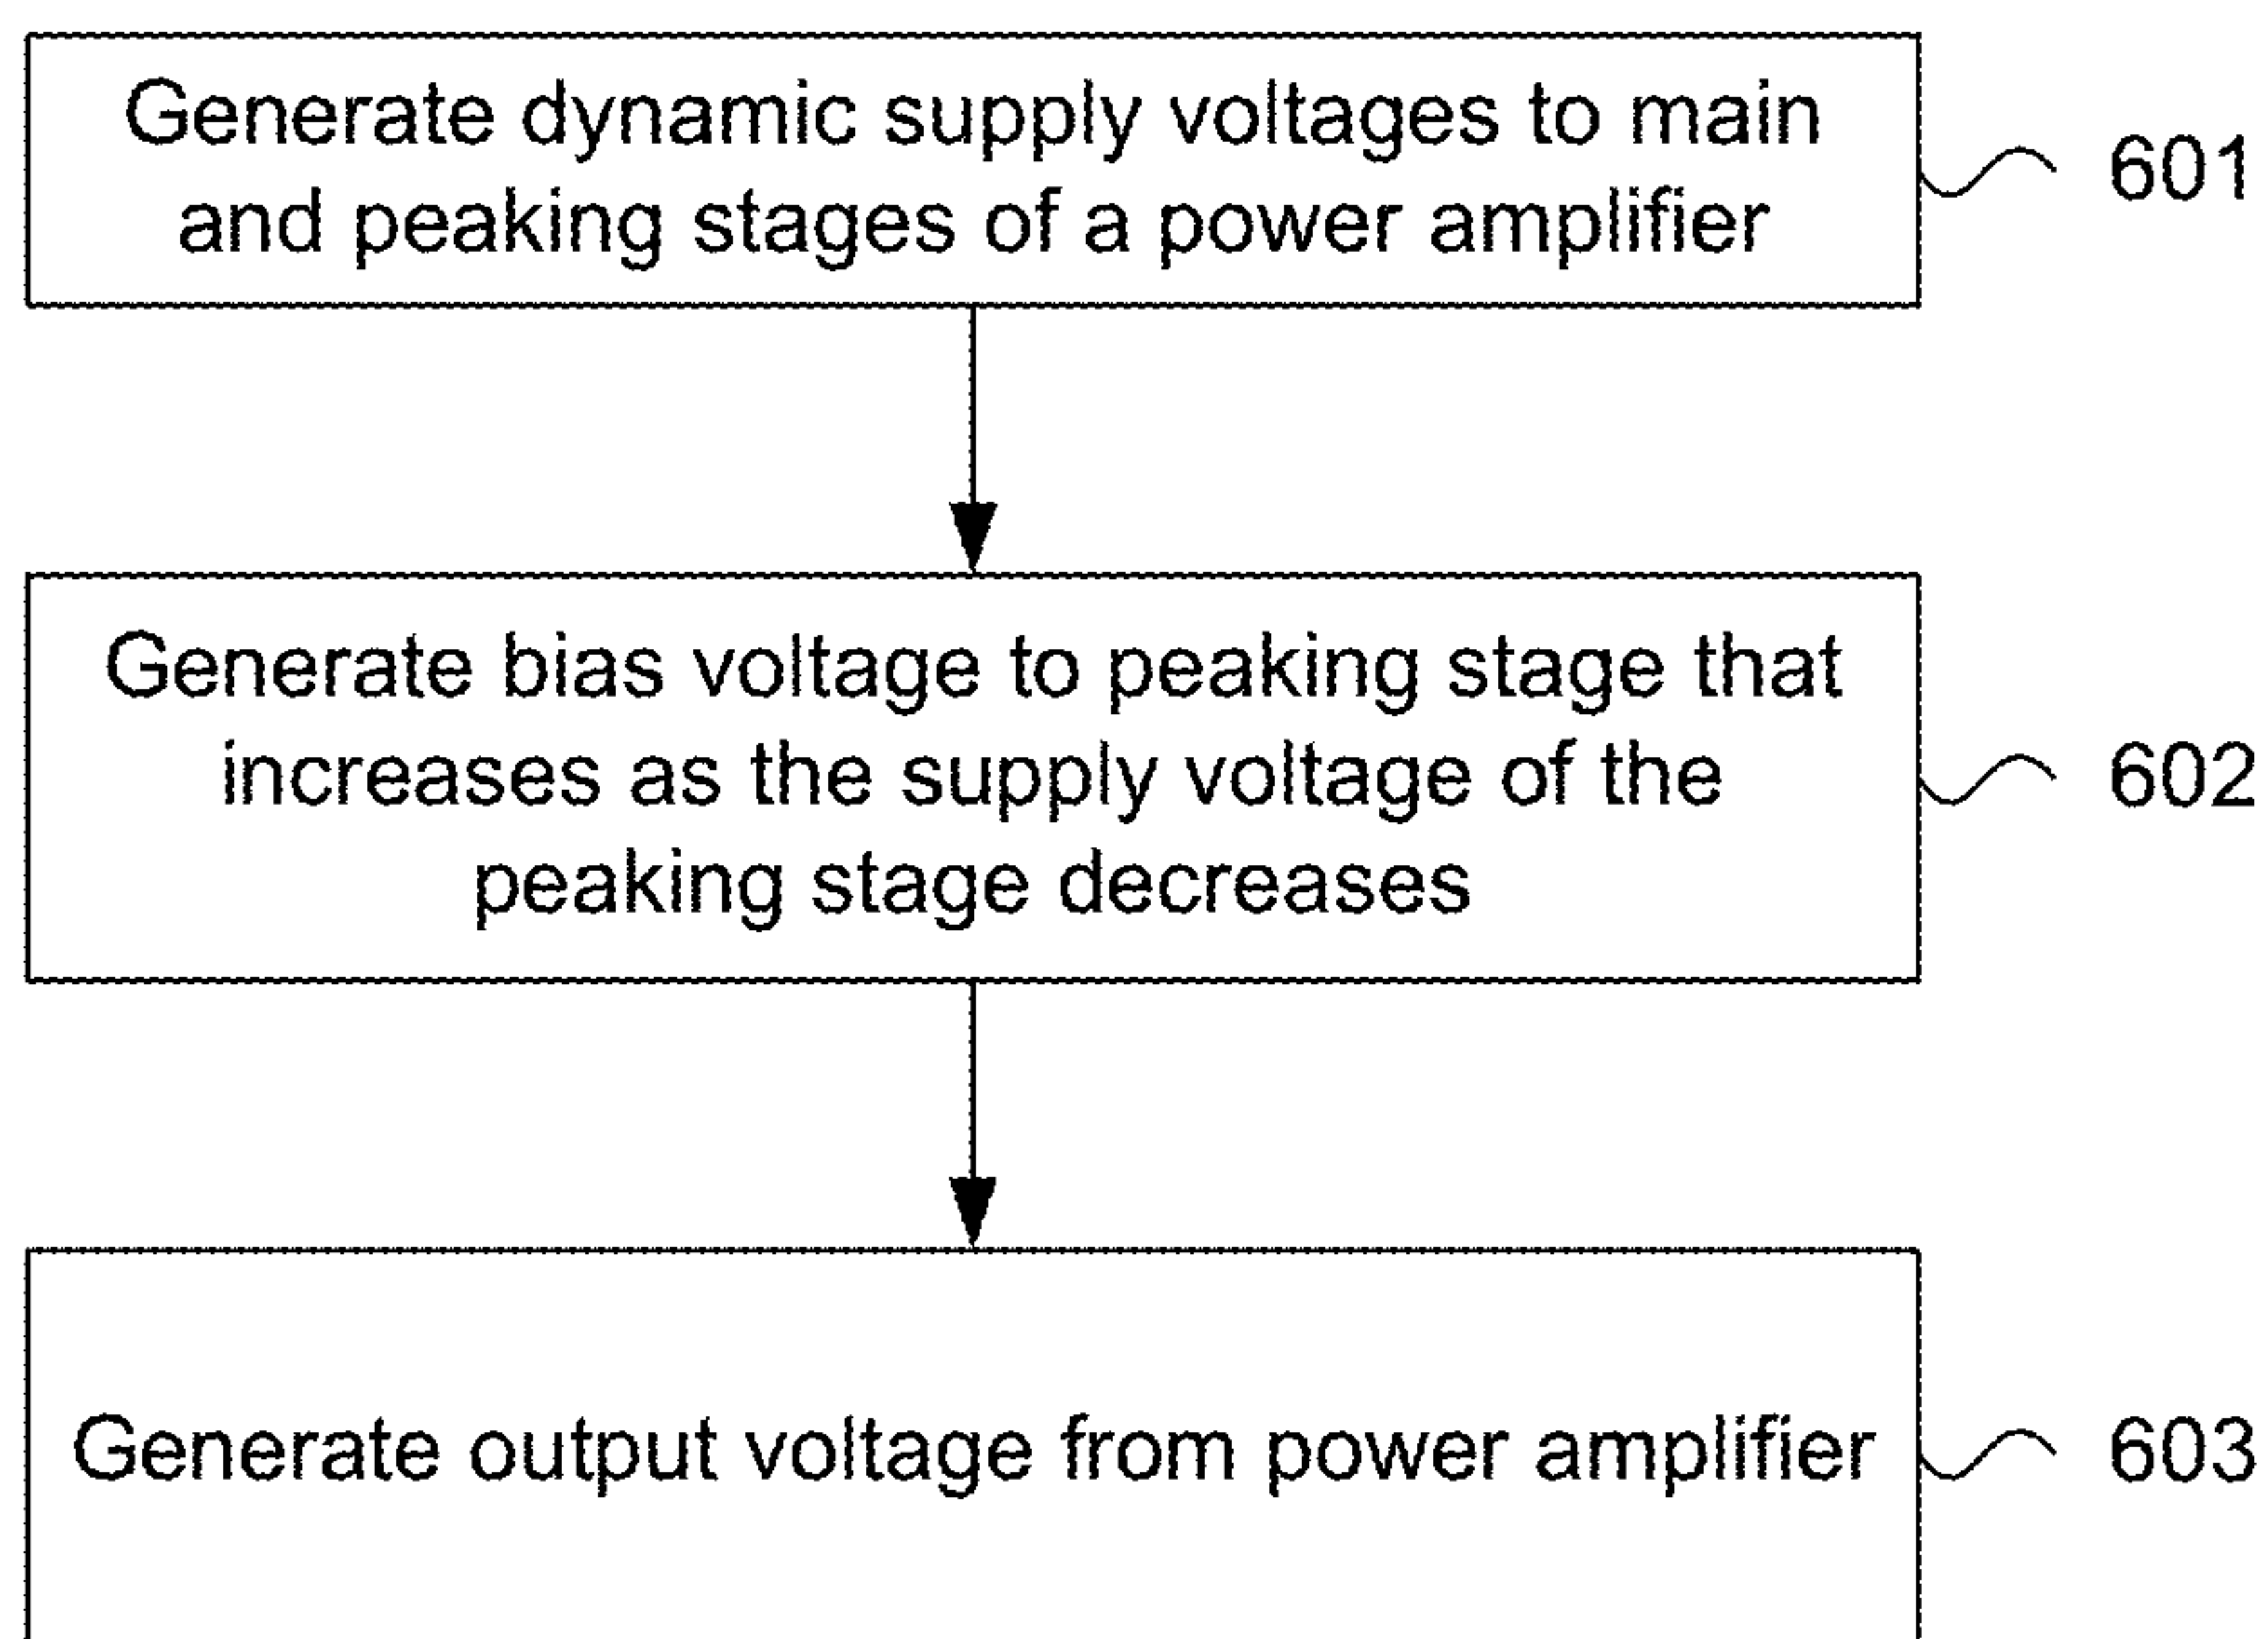 Generate dynamic supply voltages to main
and peaking stages of a power amplifier
601
Generate bias voltage to peaking stage that
increases as the supply voltage of the
peaking stage decreases
602
Generate output voltage from power amplifier
603